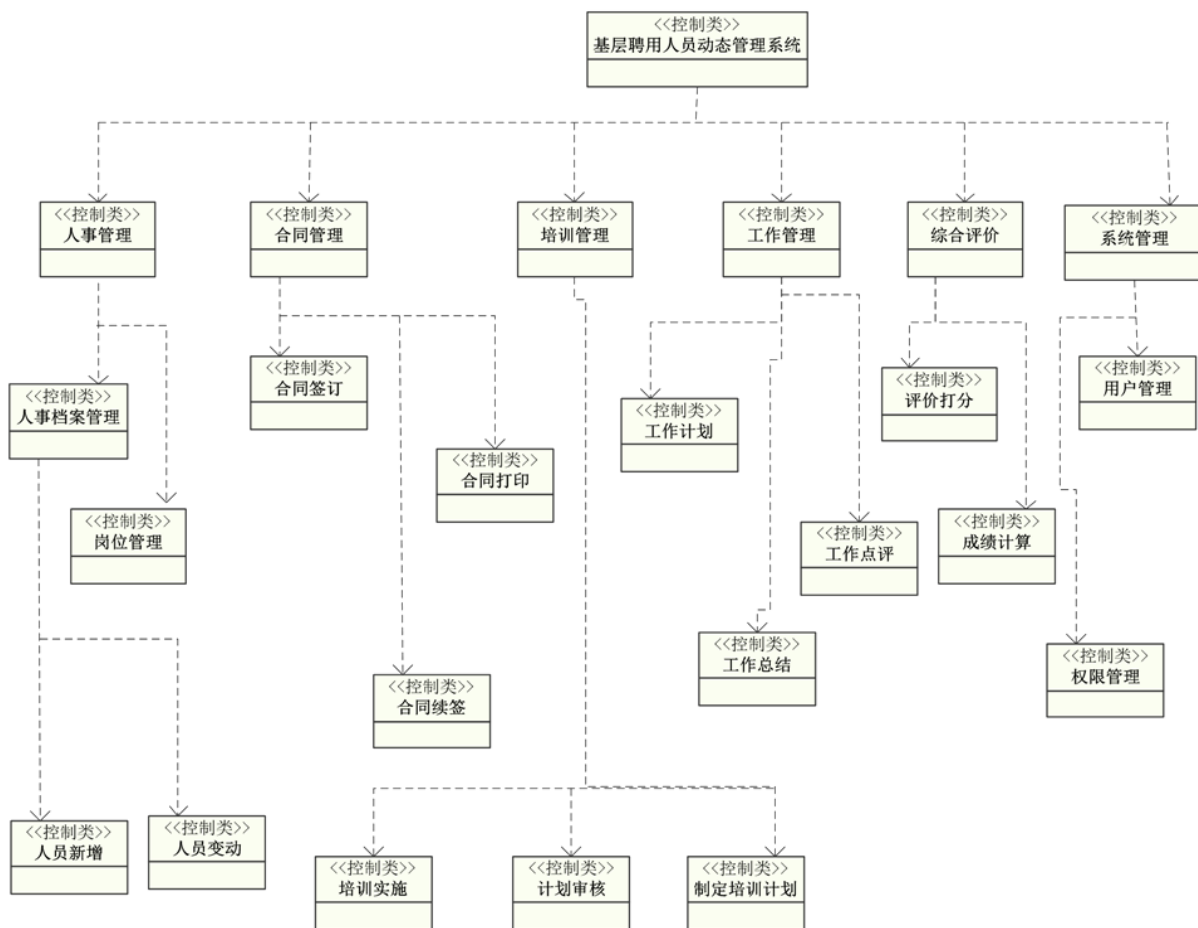 <<控制类>>
基层聘用人员动态管理系统
<<控制类>>
人事管理
<<控制类>>
合同管理
<<控制类>>
培训管理
<<控制类>>
工作管理
<<控制类>>
综合评价
<<控制类>>
系统管理
<<控制类>>
人事档案管理
<<控制类>>
合同签订
<<控制类>>
工作计划
<<控制类>>
评价打分
<<控制类>>
用户管理
<<控制类>>
合同打印
<<控制类>>
岗位管理
<<控制类>>
工作点评
<<控制类>>
成绩计算
<<控制类>>
工作总结
<<控制类>>
权限管理
<<控制类>>
合同续签
<<控制类>>
人员新增
<<控制类>>
人员变动
<<控制类>>
培训实施
<<控制类>>
计划审核
<<控制类>>
制定培训计划